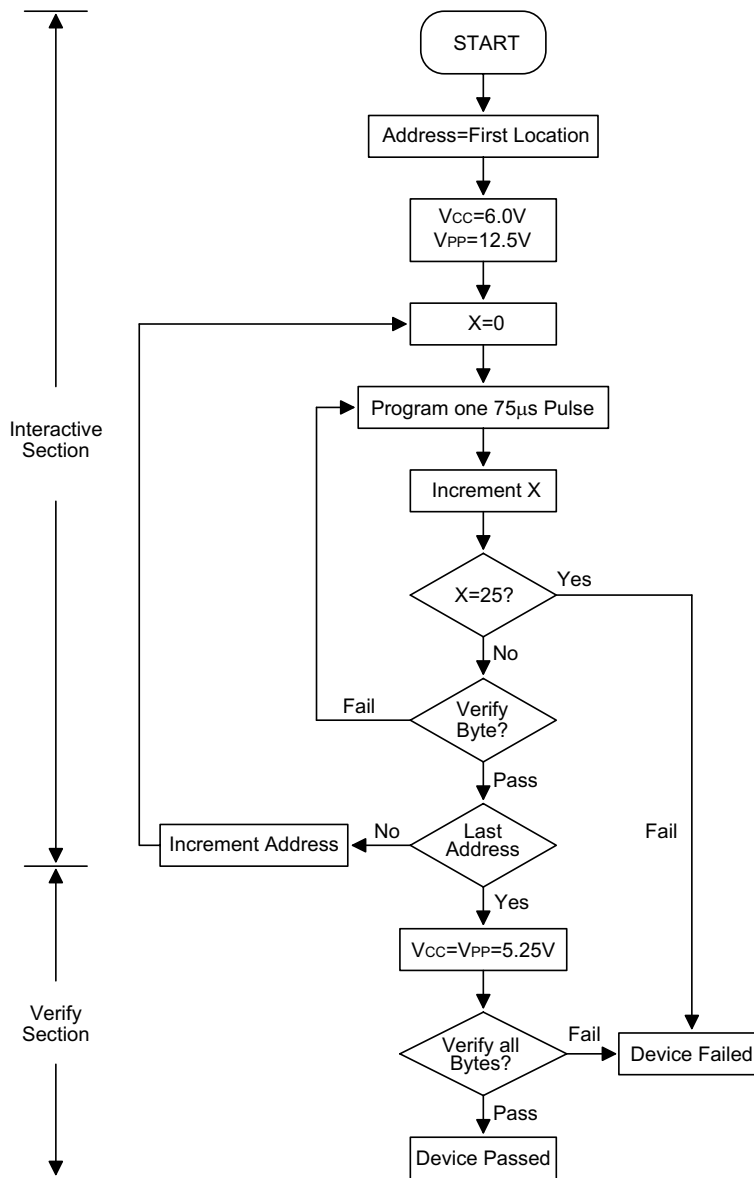 START
Address=First Location
VCC=6.0V
VPP=12.5V
X=0
Program one 75μs Pulse
Interactive
Section
Increment X
X=25?
Yes
No
Verify
Byte?
Fail
Pass
Last
Address
No
Increment Address
Fail
Yes
VCC=VPP=5.25V
Verify
Section
Verify all
Bytes?
Fail
Device Failed
Pass
Device Passed